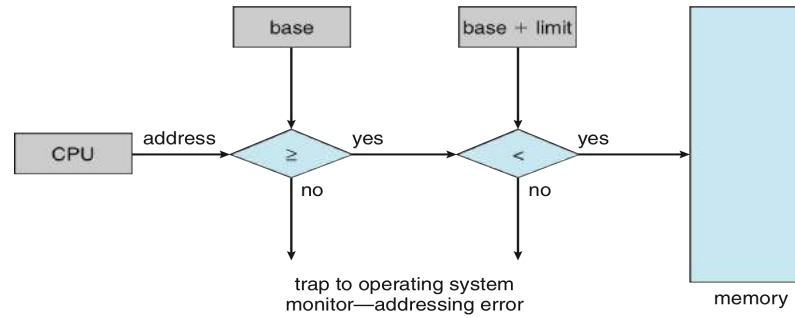 base
base + limit
CPU
address
≥
yes
<
yes
no
no
trap to operating system
monitor—addressing error
memory